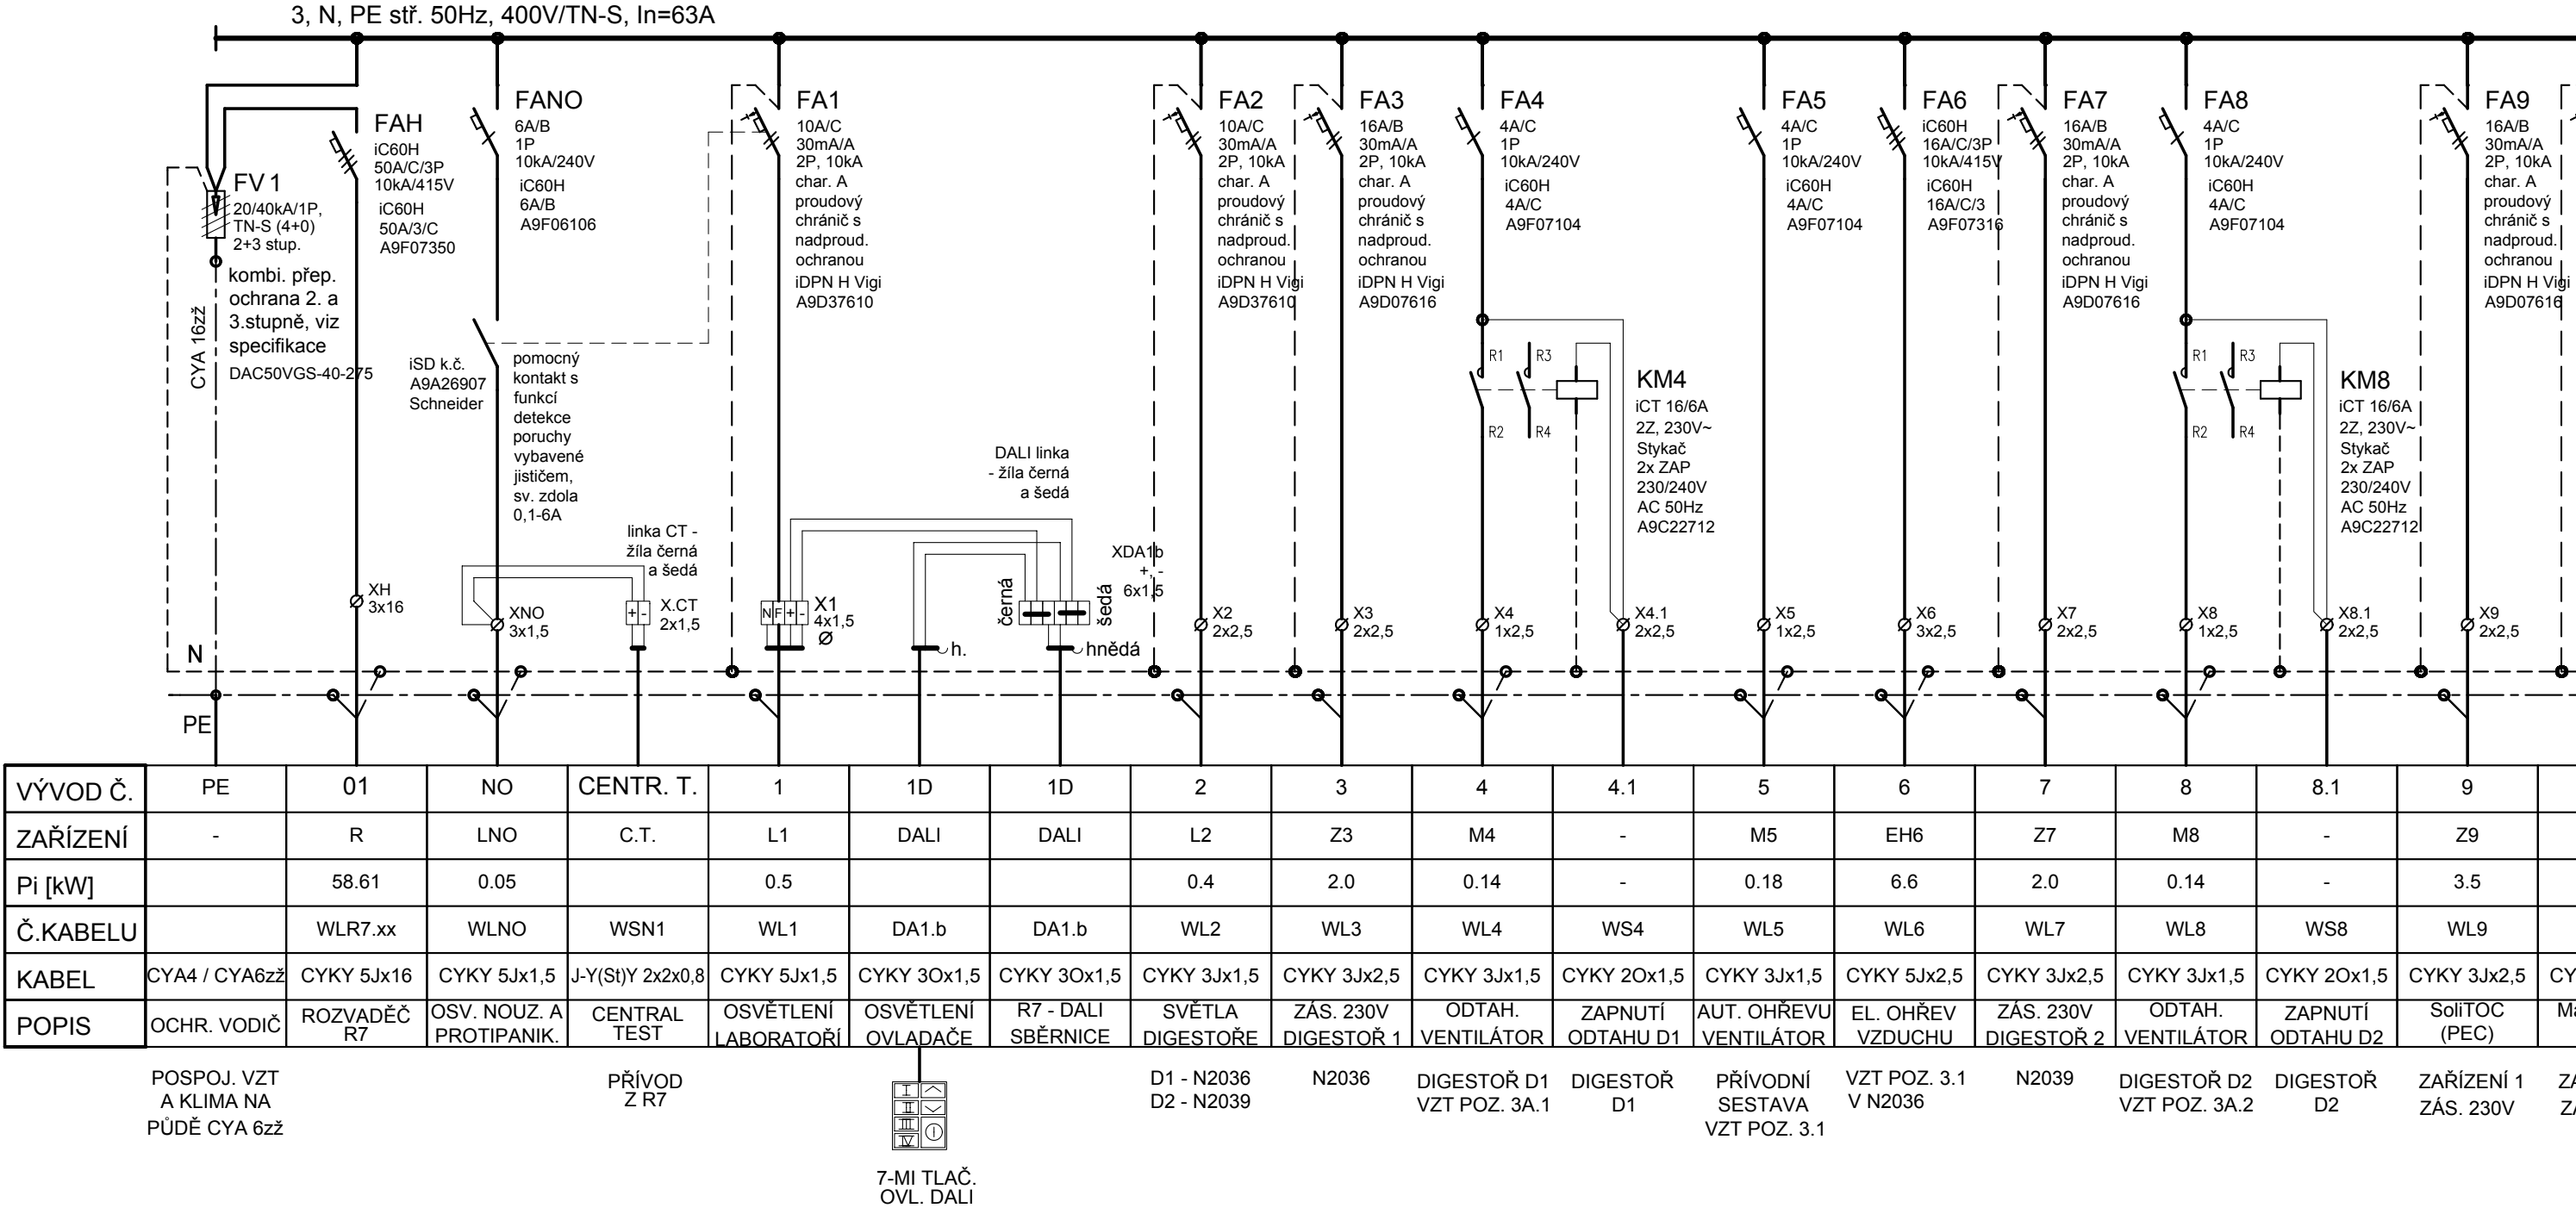 3, N, PE stř. 50Hz, 400V/TN-S, In=63A
FV 1
20/40kA/1P,
TN-S (4+0)
2+3 stup.
kombi. přep.
ochrana 2. a
3.stupně, viz
specifikace
DAC50VGS-40-275
CYA 16zž
FAH
iC60H
50A/C/3P
10kA/415V
iC60H
50A/3/C
A9F07350
FANO
6A/B
1P
10kA/240V
iC60H
6A/B
A9F06106
iSD k.č.
A9A26907
Schneider
pomocný
kontakt s
funkcí
detekce
poruchy
vybavené
jističem,
sv. zdola
0,1-6A
FA1
10A/C
30mA/A
2P, 10kA
char. A
proudový
chránič s
nadproud.
ochranou
iDPN H Vigi
A9D37610
FA2
10A/C
30mA/A
2P, 10kA
char. A
proudový
chránič s
nadproud.
ochranou
iDPN H Vigi
A9D37610
FA3
16A/B
30mA/A
2P, 10kA
char. A
proudový
chránič s
nadproud.
ochranou
iDPN H Vigi
A9D07616
FA4
4A/C
1P
10kA/240V
iC60H
4A/C
A9F07104
R1 R3
R2 R4
KM4
iCT 16/6A
2Z, 230V~
Stykač
2x ZAP
230/240V
AC 50Hz
A9C22712
FA5
4A/C
1P
10kA/240V
iC60H
4A/C
A9F07104
FA6
iC60H
16A/C/3P
10kA/415V
iC60H
16A/C/3
A9F07316
FA7
16A/B
30mA/A
2P, 10kA
char. A
proudový
chránič s
nadproud.
ochranou
iDPN H Vigi
A9D07616
FA8
4A/C
1P
10kA/240V
iC60H
4A/C
A9F07104
R1 R3
R2 R4
KM8
iCT 16/6A
2Z, 230V~
Stykač
2x ZAP
230/240V
AC 50Hz
A9C22712
FA9
16A/B
30mA/A
2P, 10kA
char. A
proudový
chránič s
nadproud.
ochranou
iDPN H Vigi
A9D07616
DALI linka
- žíla černá
a šedá
linka CT -
žíla černá
a šedá
XH
3x16
XNO
3x1,5
+ -
X.CT
2x1,5
N F + -
X1
4x1,5
h.
černá
šedá
hnědá
XDA1b
+, -
6x1,5
X2
2x2,5
X3
2x2,5
X4
1x2,5
X4.1
2x2,5
X5
1x2,5
X6
3x2,5
X7
2x2,5
X8
1x2,5
X8.1
2x2,5
X9
2x2,5
N
PE
VÝVOD Č. PE 01 NO CENTR. T. 1 1D 1D 2 3 4 4.1 5 6 7 8 8.1 9
ZAŘÍZENÍ - R LNO C.T. L1 DALI DALI L2 Z3 M4 - M5 EH6 Z7 M8 - Z9
Pi [kW] 58.61 0.05 0.5 0.4 2.0 0.14 - 0.18 6.6 2.0 0.14 - 3.5
Č.KABELU WLR7.xx WLNO WSN1 WL1 DA1.b DA1.b WL2 WL3 WL4 WS4 WL5 WL6 WL7 WL8 WS8 WL9
KABEL CYA4 / CYA6zž CYKY 5Jx16 CYKY 5Jx1,5 J-Y(St)Y 2x2x0,8 CYKY 5Jx1,5 CYKY 3Ox1,5 CYKY 3Ox1,5 CYKY 3Jx1,5 CYKY 3Jx2,5 CYKY 3Jx1,5 CYKY 2Ox1,5 CYKY 3Jx1,5 CYKY 5Jx2,5 CYKY 3Jx2,5 CYKY 3Jx1,5 CYKY 2Ox1,5 CYKY 3Jx2,5 CY
POPIS
OCHR. VODIČ
ROZVADĚČ
R7
OSV. NOUZ. A
PROTIPANIK.
CENTRAL
TEST
OSVĚTLENÍ
LABORATOŘÍ
OSVĚTLENÍ
OVLADAČE
R7 - DALI
SBĚRNICE
SVĚTLA
DIGESTOŘE
ZÁS. 230V
DIGESTOŘ 1
ODTAH.
VENTILÁTOR
ZAPNUTÍ
ODTAHU D1
AUT. OHŘEVU
VENTILÁTOR
EL. OHŘEV
VZDUCHU
ZÁS. 230V
DIGESTOŘ 2
ODTAH.
VENTILÁTOR
ZAPNUTÍ
ODTAHU D2
SoliTOC
(PEC)
POSPOJ. VZT
A KLIMA NA
PŮDĚ CYA 6zž
PŘÍVOD
Z R7
I
II
III
IV
7-MI TLAČ.
OVL. DALI
D1 - N2036
D2 - N2039
N2036
DIGESTOŘ D1
VZT POZ. 3A.1
DIGESTOŘ
D1
PŘÍVODNÍ
SESTAVA
VZT POZ. 3.1
VZT POZ. 3.1
V N2036
N2039
DIGESTOŘ D2
VZT POZ. 3A.2
DIGESTOŘ
D2
ZAŘÍZENÍ 1
ZÁS. 230V